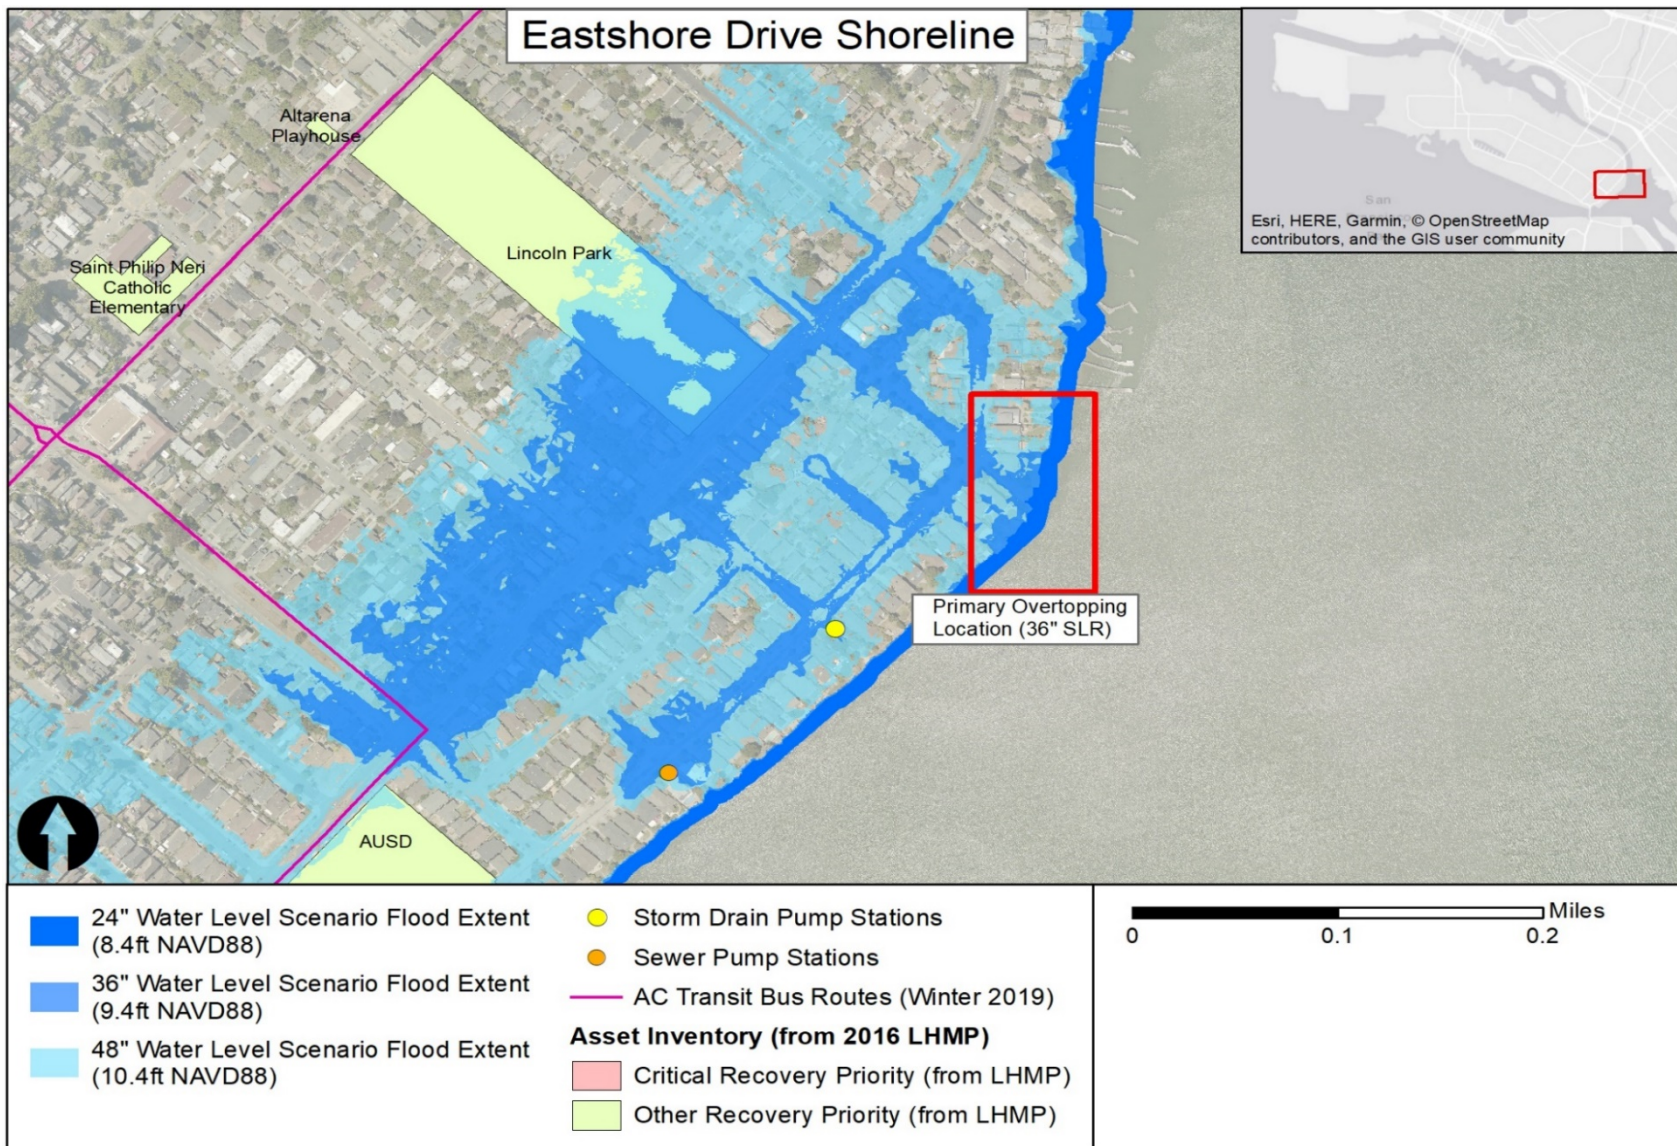 Eastshore Drive Shoreline
Altarena
Playhouse
Lincoln Park
Saint Philip Neri
Catholic
Elementary
San
Esri, HERE, Garmin, © OpenStreetMap
contributors, and the GIS user community
Primary Overtopping
Location (36" SLR)
AUSD
24" Water Level Scenario Flood Extent
(8.4ft NAVD88)
36" Water Level Scenario Flood Extent
(9.4ft NAVD88)
48" Water Level Scenario Flood Extent
(10.4ft NAVD88)
Storm Drain Pump Stations
Sewer Pump Stations
AC Transit Bus Routes (Winter 2019)
Asset Inventory (from 2016 LHMP)
Critical Recovery Priority (from LHMP)
Other Recovery Priority (from LHMP)
Miles
0 0.1 0.2